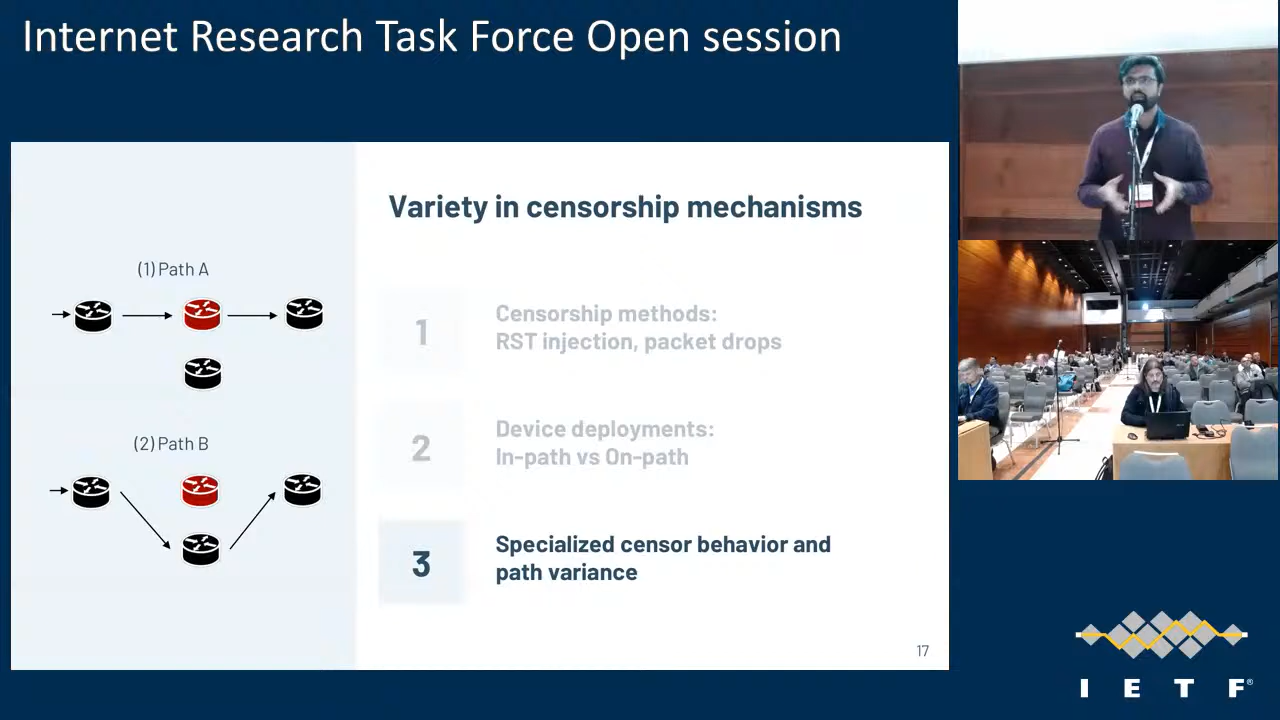 Internet Research Task Force Open session
Variety in censorship mechanisms
(1) Path A
(2) Path B
1
Censorship methods:
RST injection, packet drops
2
Device deployments:
In-path vs On-path
3
Specialized censor behavior and
path variance
17
I E T F®